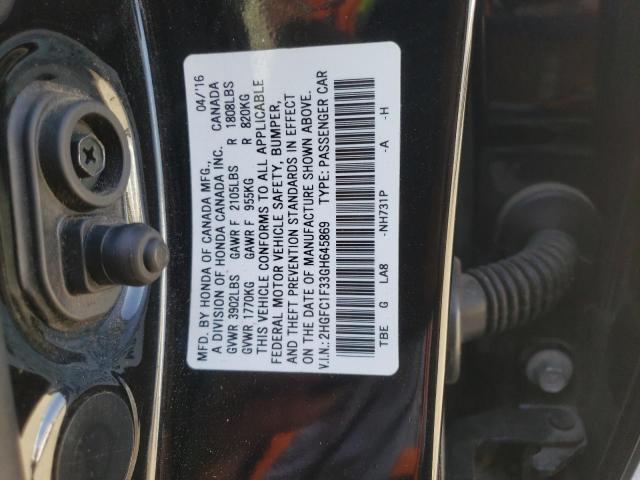 MFD. BY HONDA OF CANADA MFG., 04/'16
A DIVISION OF HONDA CANADA INC. CANADA
GVWR 3902LBS GAWR F 2105LBS R 1808LBS
GVWR 1770KG GAWR F 955KG R 820KG
THIS VEHICLE CONFORMS TO ALL APPLICABLE
FEDERAL MOTOR VEHICLE SAFETY, BUMPER,
AND THEFT PREVENTION STANDARDS IN EFFECT
ON THE DATE OF MANUFACTURE SHOWN ABOVE.
V.I.N.: 2HGFC1F33GH645869 TYPE: PASSENGER CAR
TBE G LA8 -NH731P -A -H